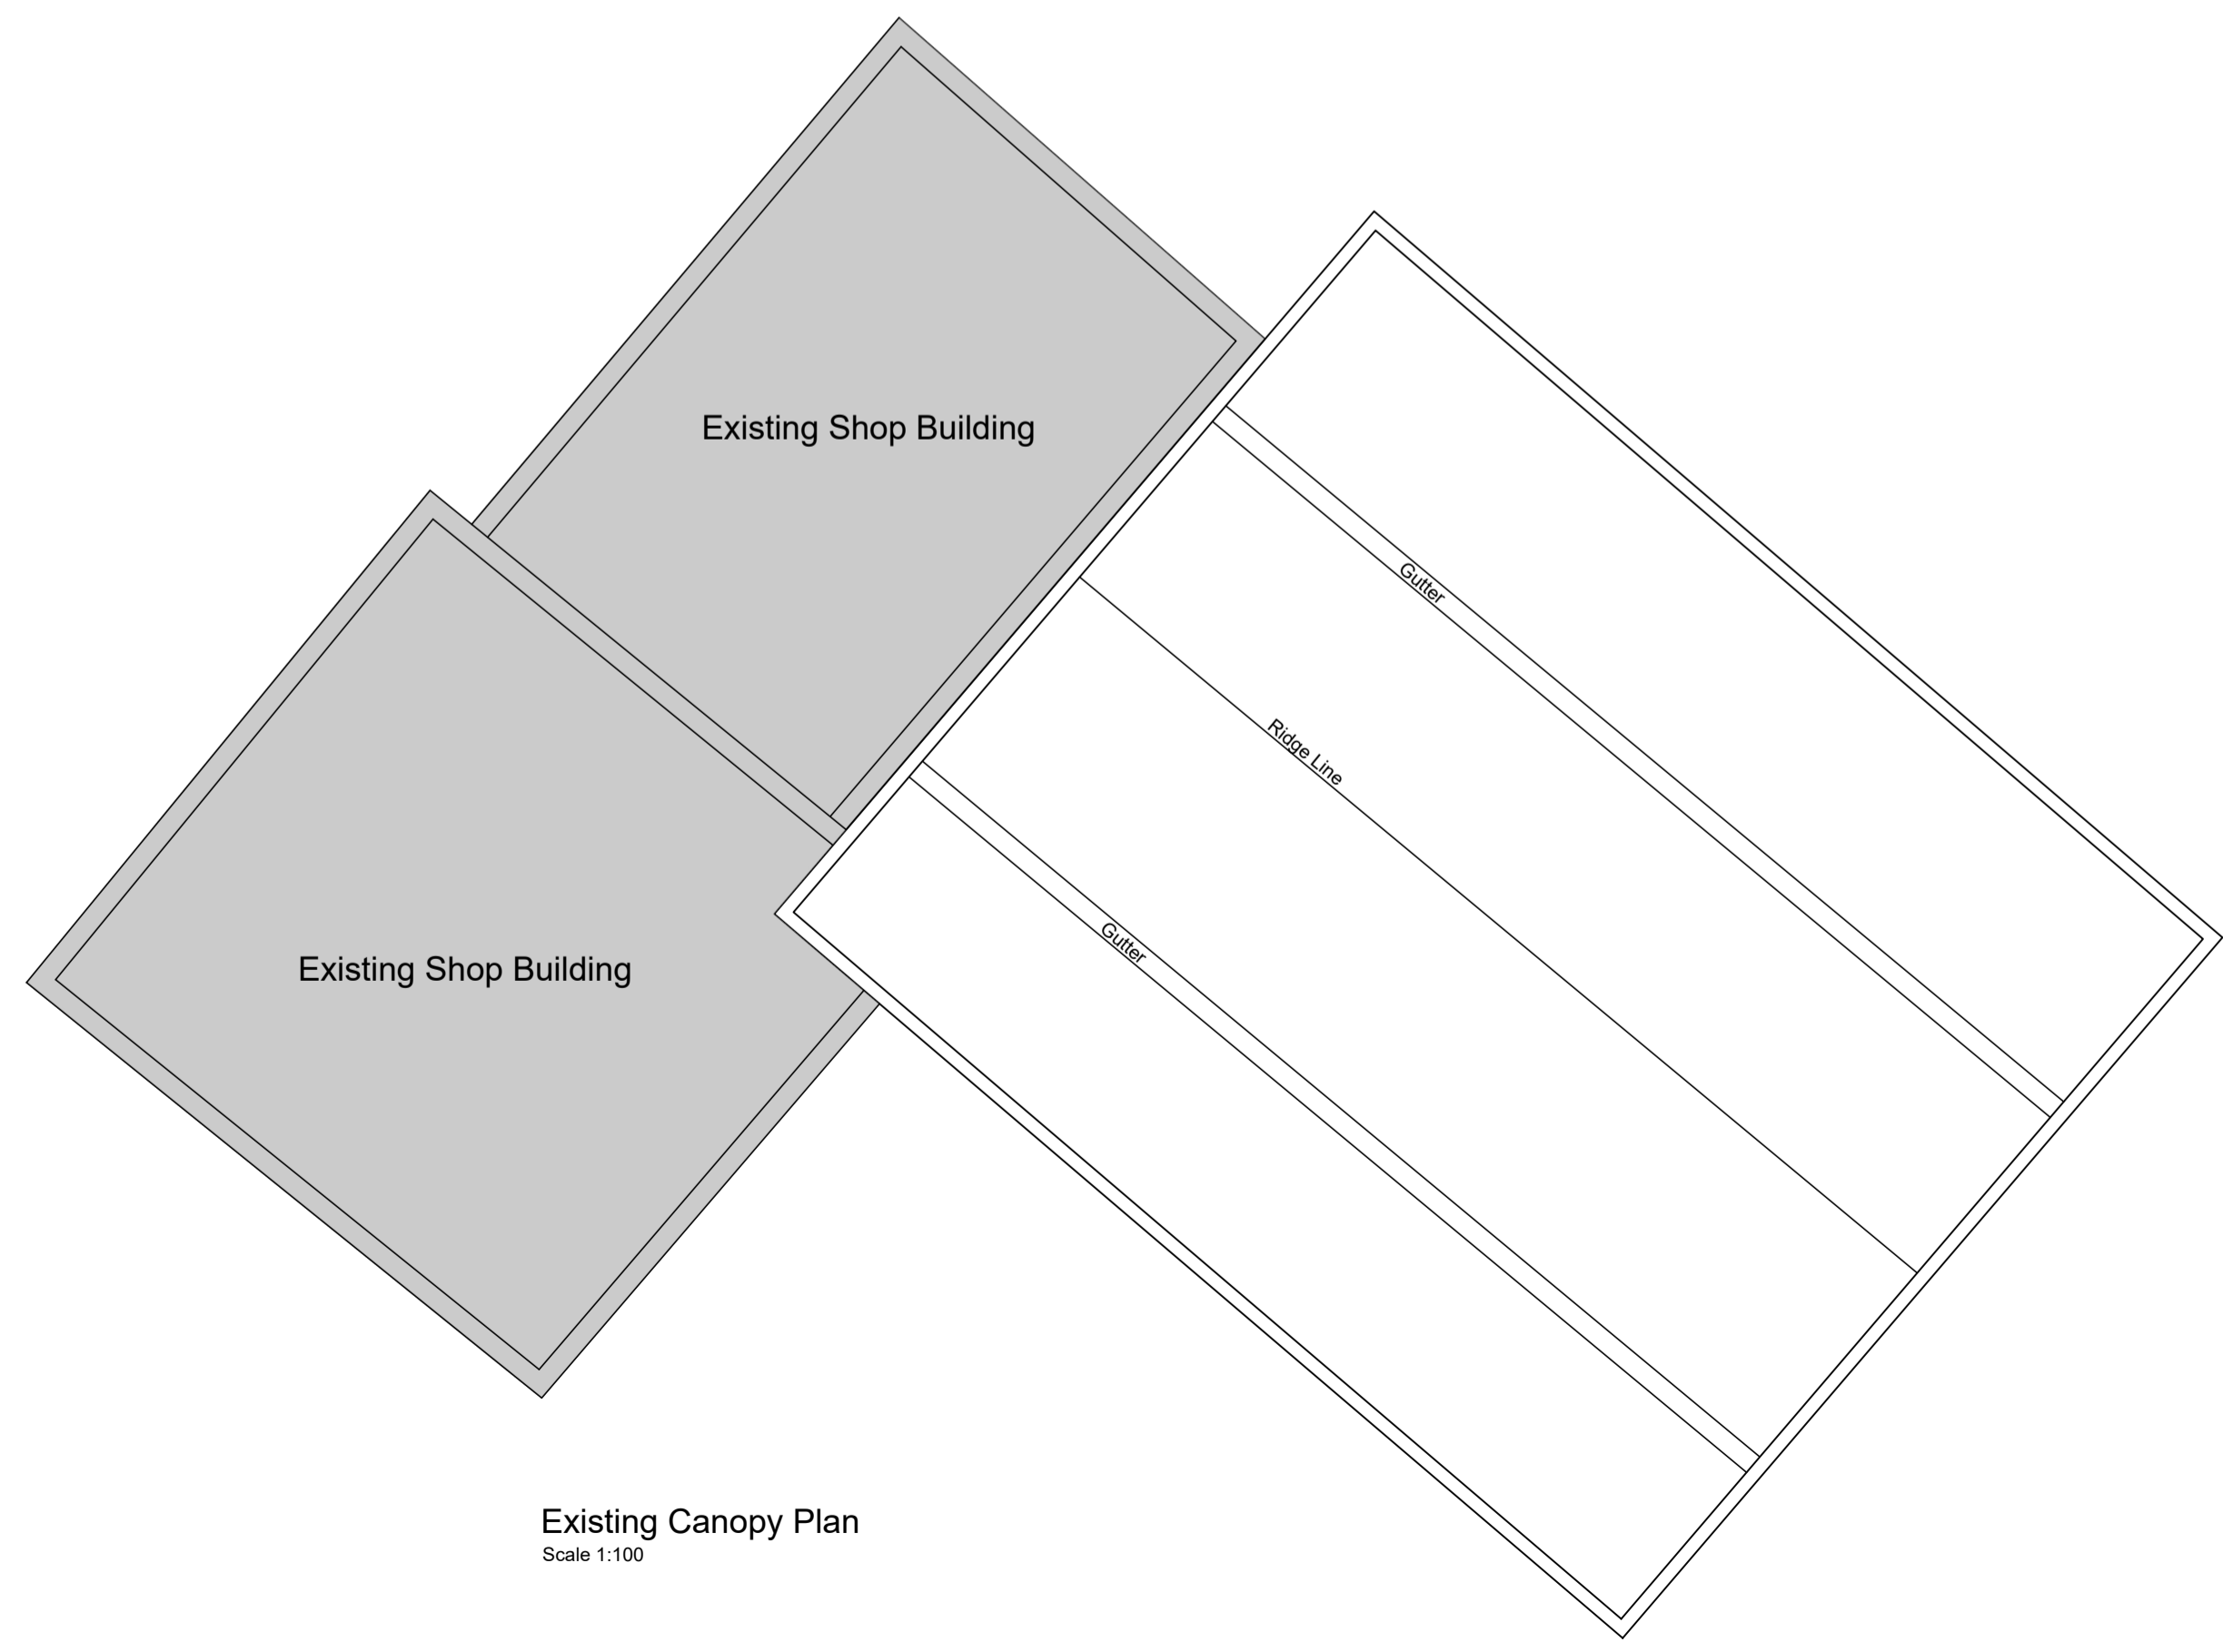 Existing Shop Building
Gutter
Ridge Line
Gutter
Existing Shop Building
Existing Canopy Plan
Scale 1:100